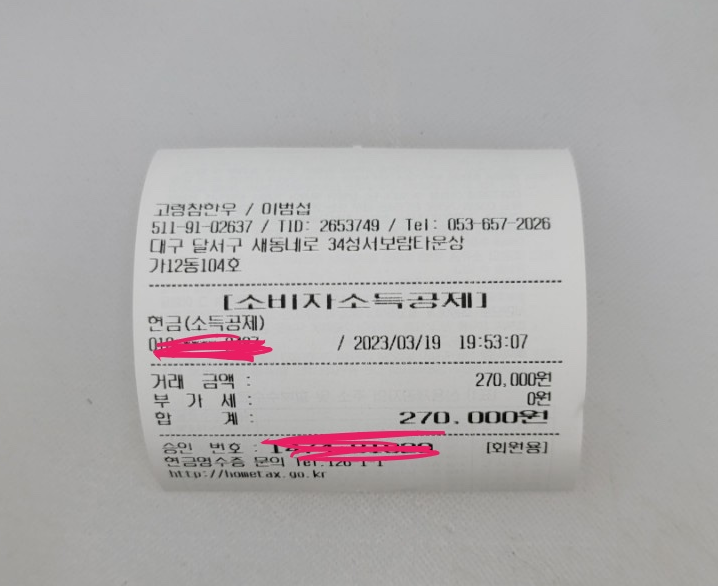 고령참한우 / 이범섭
511-91-02637 / TID: 2653749 / Tel: 053-657-2026
대구 달서구 새동네로 34성서보람타운상
가12동104호
[소비자소득공제]
현금(소득공제)
/ 2023/03/19 19:53:07
거래 금액 : 270,000원
부 가 세 : 0원
합 계 : 270,000원
승인 번호 : [회원용]
현금영수증 문의 Tel:126-1-1
http://hometax.go.kr